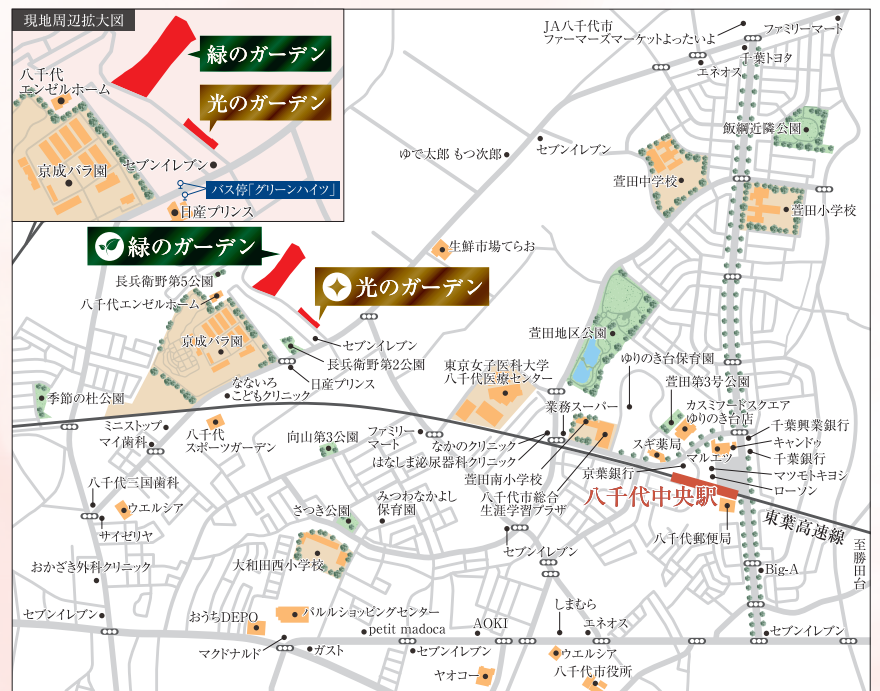 現地周辺拡大図
緑のガーデン
八千代
エンゼルホーム
光のガーデン
京成バラ園
セブンイレブン
バス停「グリーンハイツ」
日産プリンス
JA八千代市
ファーマーズマーケットよったいよ
ファミリーマート
千葉トヨタ
エネオス
飯綱近隣公園
ゆで太郎 もつ次郎
セブンイレブン
萱田中学校
萱田小学校
緑のガーデン
生鮮市場てらお
長兵衛野第5公園
光のガーデン
八千代エンゼルホーム
京成バラ園
セブンイレブン
長兵衛野第2公園
日産プリンス
萱田地区公園
ゆりのき台保育園
東京女子医科大学
八千代医療センター
萱田第3号公園
なないろ
こどもクリニック
季節の杜公園
業務スーパー
カスミフードスクエア
ゆりのき台店
ミニストップ
マイ歯科
八千代
スポーツガーデン
向山第3公園
ファミリー
マート
なかのクリニック
はなしま泌尿器科クリニック
スギ薬局
マルエツ
千葉興業銀行
キャンドゥ
千葉銀行
マツモトキヨシ
ローソン
京葉銀行
萱田南小学校
八千代市総合
生涯学習プラザ
八千代中央駅
八千代三国歯科
ウエルシア
サイゼリヤ
さつき公園
みつわなかよし
保育園
東葉高速線
至勝田台
八千代郵便局
セブンイレブン
おかざき外科クリニック
大和田西小学校
Big-A
セブンイレブン
おうちDEPO
パルルショッピングセンター
petit madoca
AOKI
しまむら
エネオス
セブンイレブン
マクドナルド
ガスト
セブンイレブン
ウエルシア
ヤオコー
八千代市役所